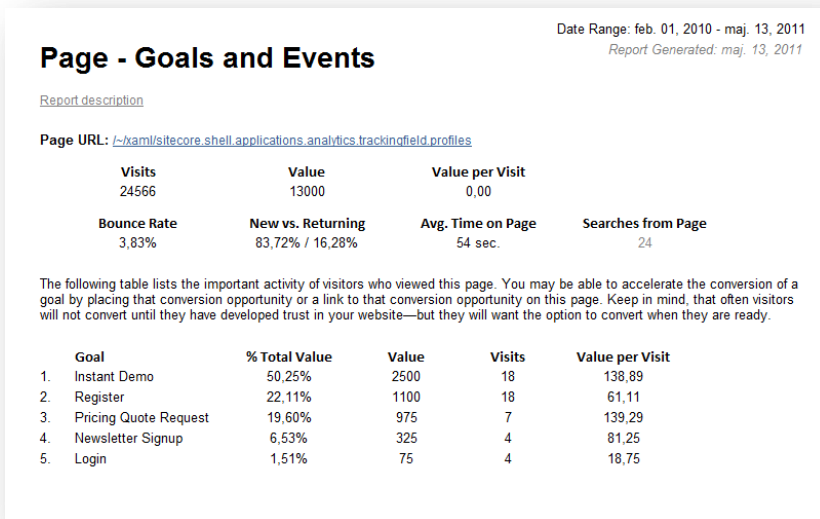 Date Range: feb. 01, 2010 - maj. 13, 2011
Page - Goals and Events
Report Generated: maj. 13, 2011
Report description
Page URL: /~/xaml/sitecore.shell.applications.analytics.trackingfield.profiles
Visits Value Value per Visit
24566 13000 0,00
Bounce Rate New vs. Returning Avg. Time on Page Searches from Page
3,83% 83,72% / 16,28% 54 sec. 24
The following table lists the important activity of visitors who viewed this page. You may be able to accelerate the conversion of a
goal by placing that conversion opportunity or a link to that conversion opportunity on this page. Keep in mind, that often visitors
will not convert until they have developed trust in your website—but they will want the option to convert when they are ready.
Goal % Total Value Value Visits Value per Visit
1. Instant Demo 50,25% 2500 18 138,89
2. Register 22,11% 1100 18 61,11
3. Pricing Quote Request 19,60% 975 7 139,29
4. Newsletter Signup 6,53% 325 4 81,25
5. Login 1,51% 75 4 18,75